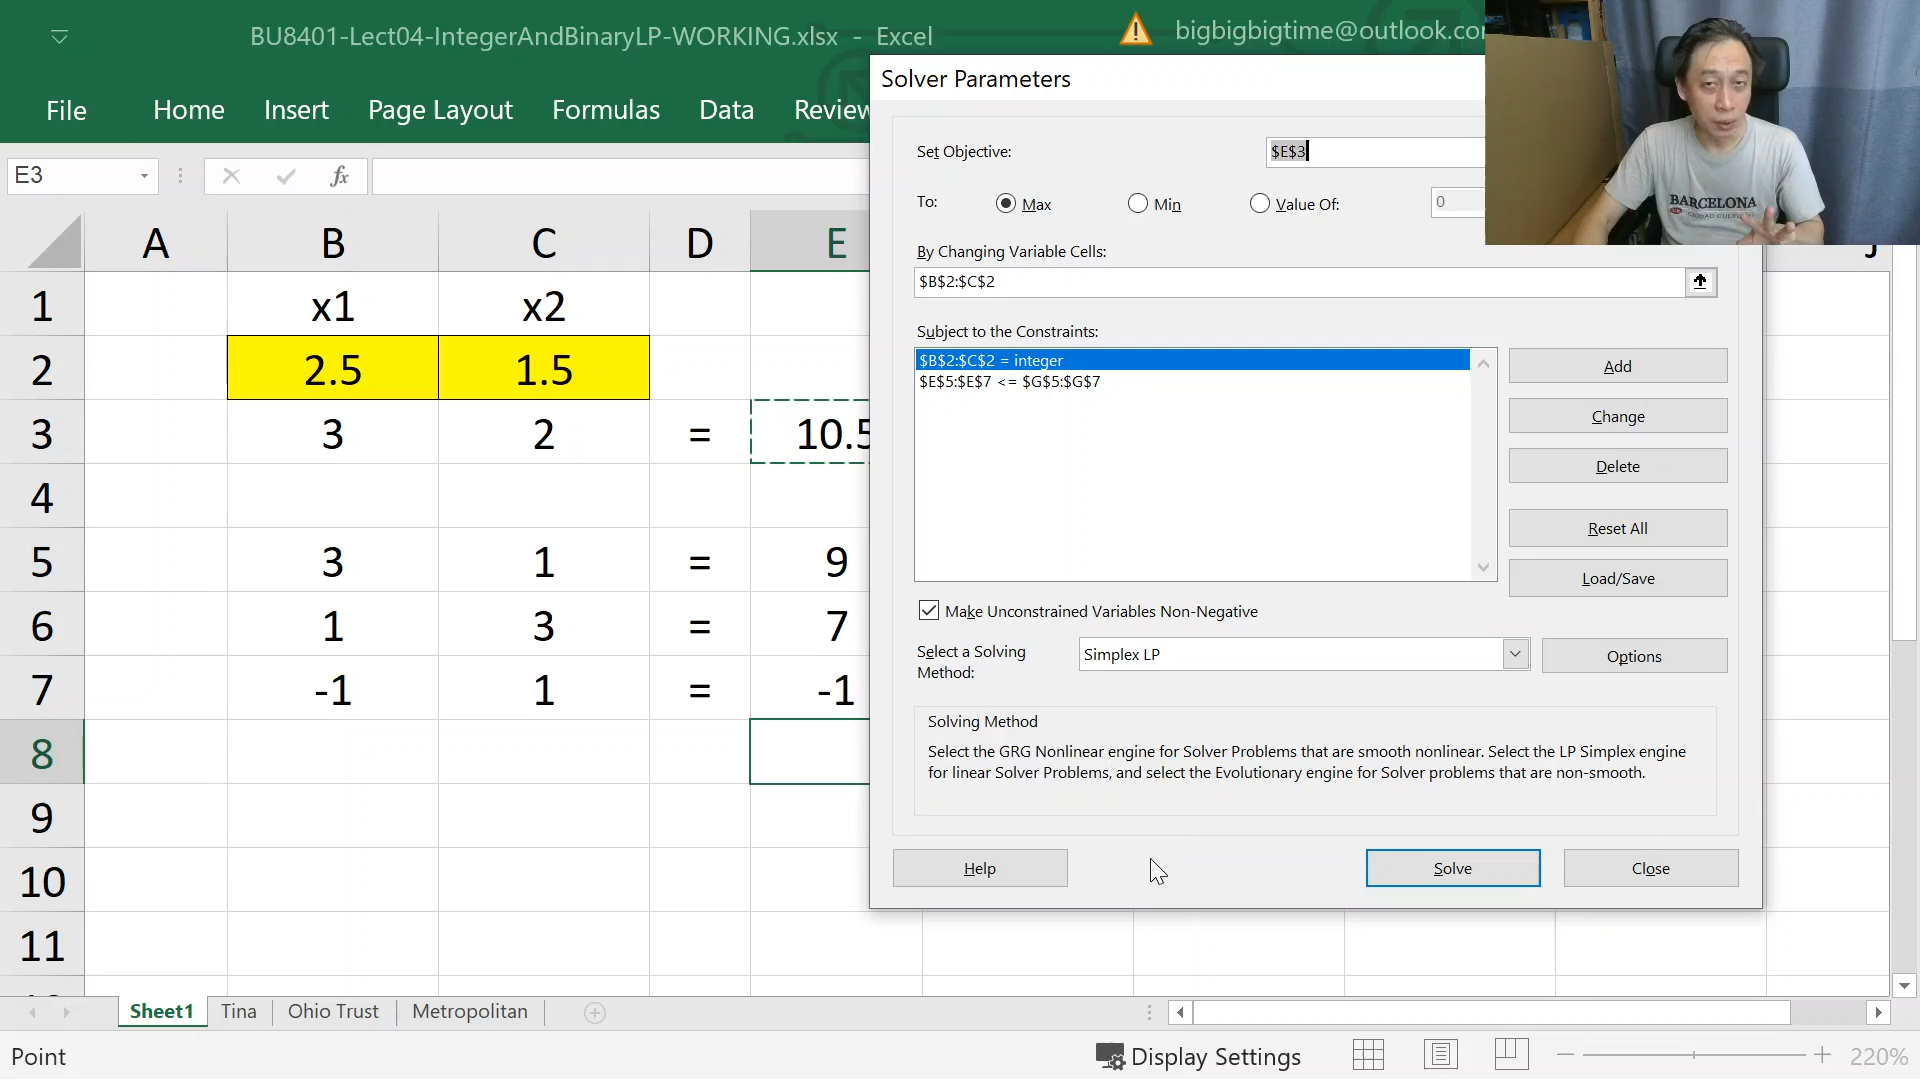 BU8401-Lect04-IntegerAndBinaryLP-WORKING.xlsx - Excel
bigbigbigtime@outlook.co
File Home Insert Page Layout Formulas Data Review
E3
fx
Solver Parameters
Set Objective: $E$3
To: Max Min Value Of: 0
By Changing Variable Cells:
$B$2:$C$2
Subject to the Constraints:
$B$2:$C$2 = integer
$E$5:$E$7 <= $G$5:$G$7
Add
Change
Delete
Reset All
Load/Save
Make Unconstrained Variables Non-Negative
Select a Solving
Method:
Simplex LP
Options
Solving Method
Select the GRG Nonlinear engine for Solver Problems that are smooth nonlinear. Select the LP Simplex engine
for linear Solver Problems, and select the Evolutionary engine for Solver problems that are non-smooth.
Help Solve Close
BARCELONA
A B C D E J
1 x1 x2
2 2.5 1.5
3 3 2 = 10.5
4
5 3 1 = 9
6 1 3 = 7
7 -1 1 = -1
8
9
10
11
Sheet1 Tina Ohio Trust Metropolitan
Point
Display Settings
220%